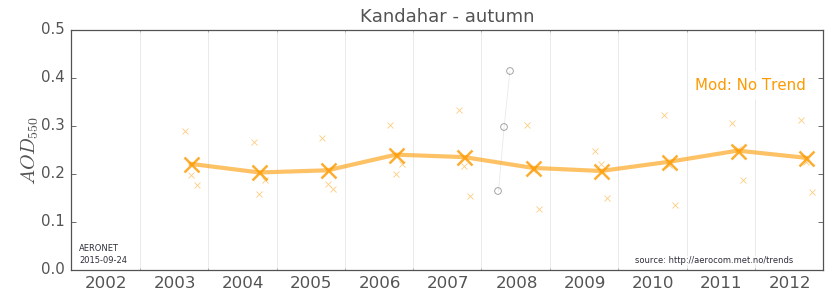 Kandahar - autumn
0.5
0.4
0.3
0.2
0.1
0.0
AOD550
Mod: No Trend
AERONET
2015-09-24
source: http://aerocom.met.no/trends
2002 2003 2004 2005 2006 2007 2008 2009 2010 2011 2012